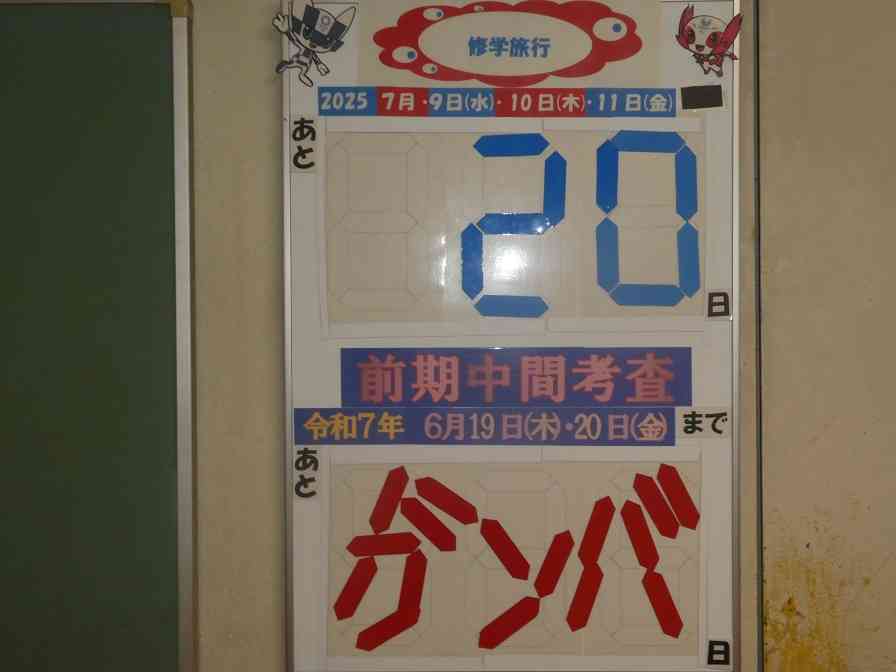 修学旅行
2025 7月・9日(水)・10日(木)・11日(金)
あと
20
日
前期中間考査
令和7年 6月19日(木)・20日(金)まで
あと
ガンバ
日